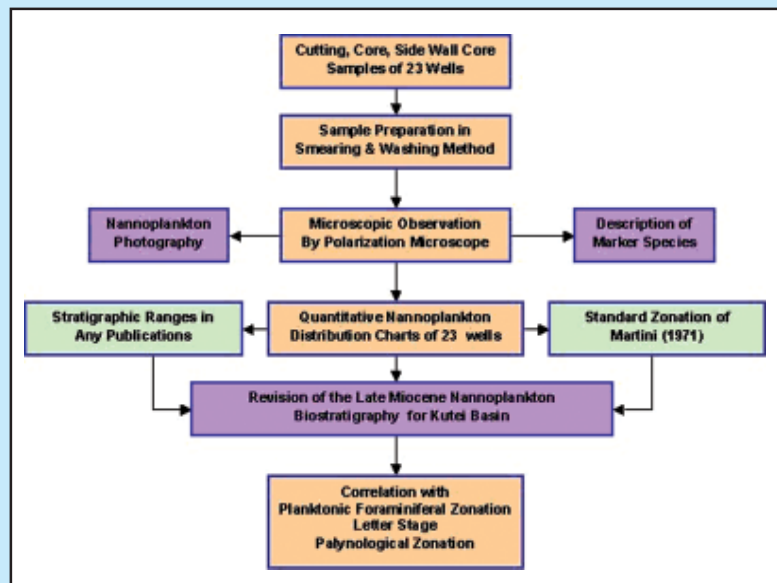 Cutting, Core, Side Wall Core
Samples of 23 Wells
Sample Preparation in
Smearing & Washing Method
Nannoplankton
Photography
Microscopic Observation
By Polarization Microscope
Description of
Marker Species
Stratigraphic Ranges in
Any Publications
Quantitative Nannoplankton
Distribution Charts of 23 wells
Standard Zonation of
Martini (1971)
Revision of the Late Miocene Nannoplankton
Biostratigraphy for Kutei Basin
Correlation with
Planktonic Foraminiferal Zonation
Letter Stage
Palynological Zonation